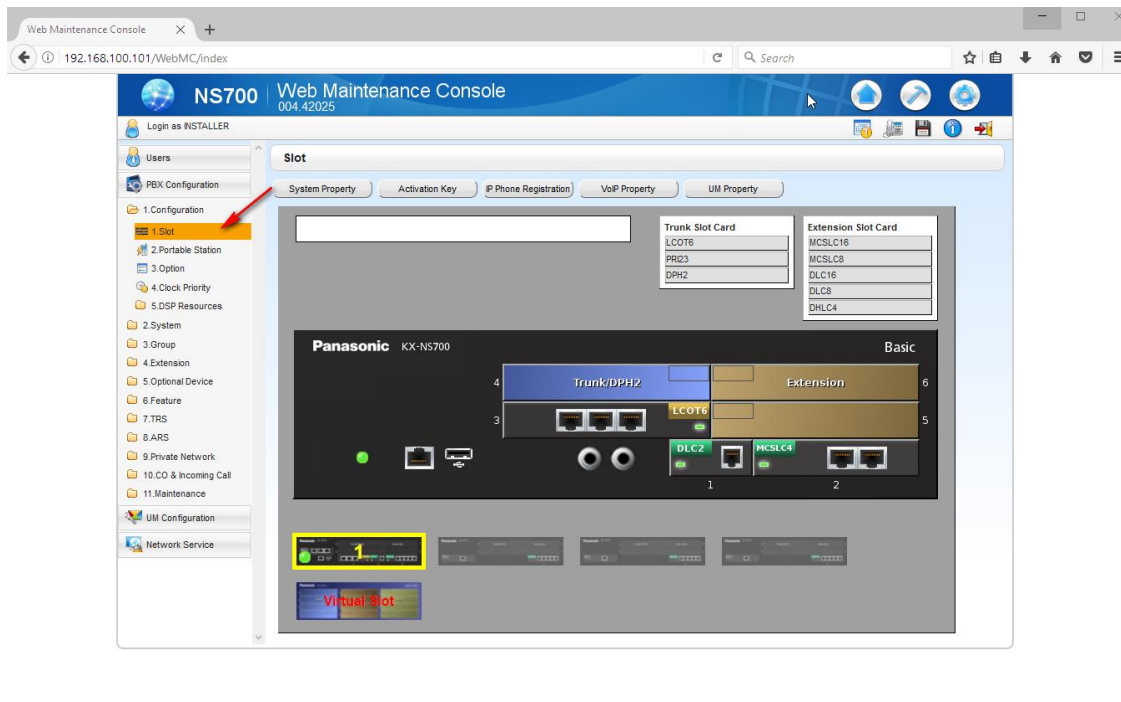 Web Maintenance Console
192.168.100.101/WebMC/index
Search
NS700
Web Maintenance Console
004.42025
Login as INSTALLER
Users
PBX Configuration
1.Configuration
1.Slot
2.Portable Station
3.Option
4.Clock Priority
5.DSP Resources
2.System
3.Group
4.Extension
5.Optional Device
6.Feature
7.TRS
8.ARS
9.Private Network
10.CO & Incoming Call
11.Maintenance
UM Configuration
Network Service
Slot
System Property
Activation Key
IP Phone Registration
VoIP Property
UM Property
Trunk Slot Card
LCOT6
PRI23
DPH2
Extension Slot Card
MCSLC16
MCSLC8
DLC16
DLC8
DHLC4
Panasonic KX-NS700
Basic
4 Trunk/DPH2 Extension 6
3 LCOT6 5
DLC2 MCSLC4
1 2
1
Virtual Slot